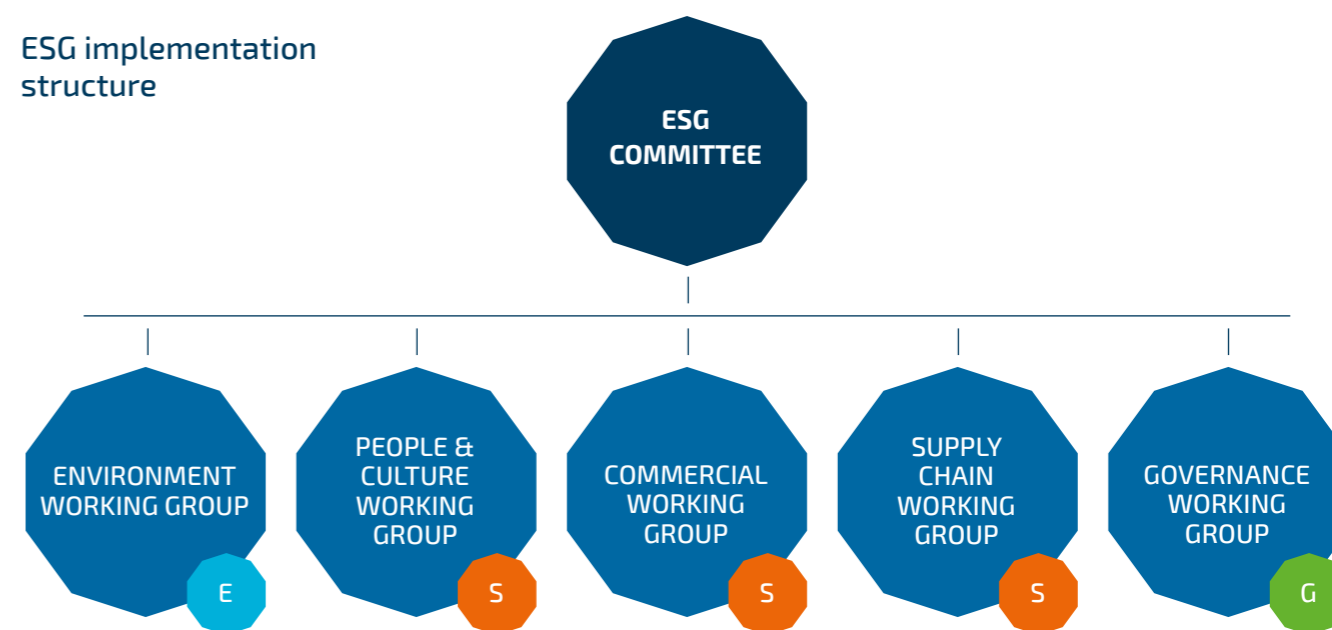 ESG implementation
structure
ESG
COMMITTEE
ENVIRONMENT
WORKING GROUP
E
PEOPLE &
CULTURE
WORKING
GROUP
S
COMMERCIAL
WORKING
GROUP
S
SUPPLY
CHAIN
WORKING
GROUP
S
GOVERNANCE
WORKING
GROUP
G